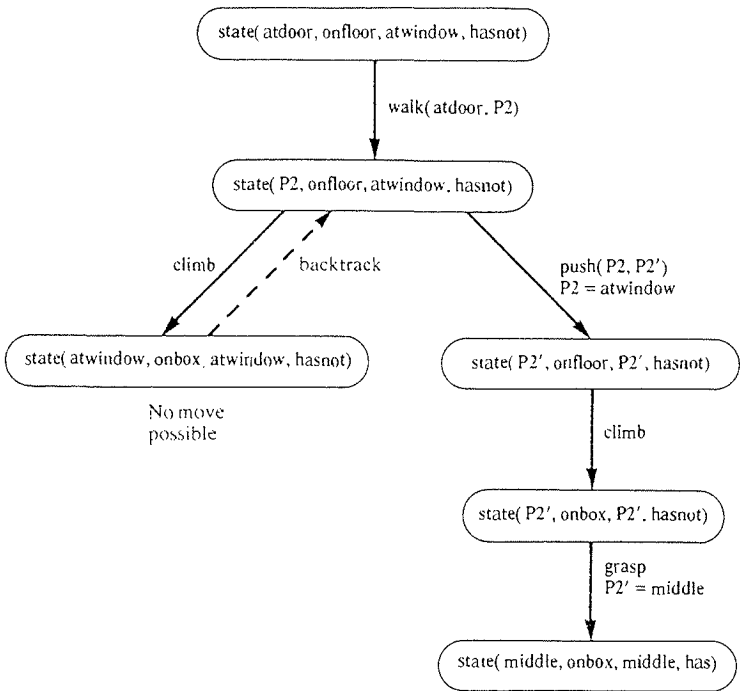 state( atdoor, onfloor, atwindow, hasnot)
walk( atdoor, P2)
state( P2, onfloor, atwindow, hasnot)
climb
backtrack
push( P2, P2′)
P2 = atwindow
state( atwindow, onbox, atwindow, hasnot)
state( P2′, onfloor, P2′, hasnot)
No move
possible
climb
state( P2′, onbox, P2′, hasnot)
grasp
P2′ = middle
state( middle, onbox, middle, has)